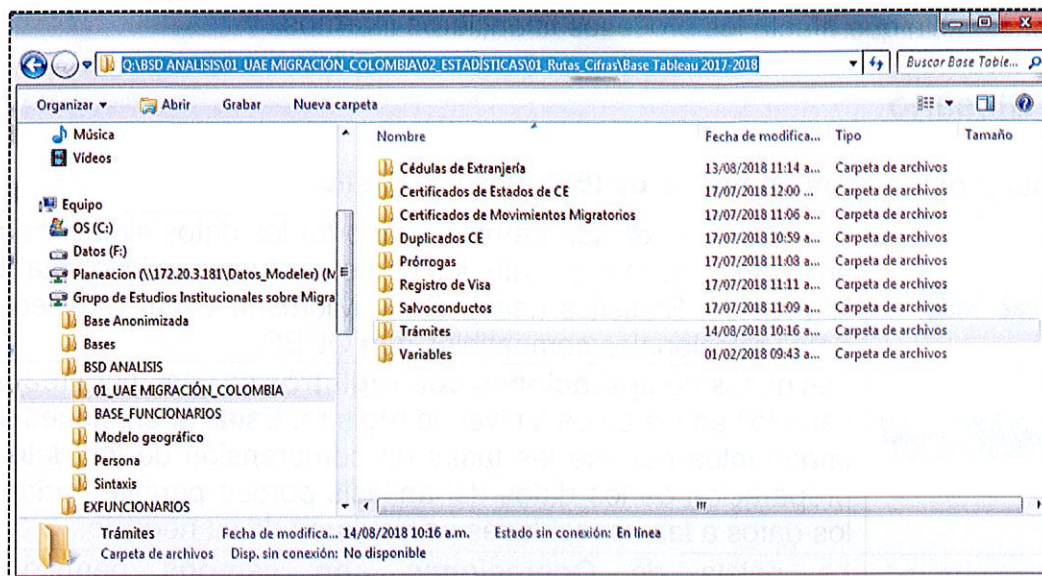 Q:\BSD ANALISIS\01_UAE MIGRACIÓN_COLOMBIA\02_ESTADÍSTICAS\01_Rutas_Cifras\Base Tableau 2017-2018
Buscar Base Table...
Organizar Abrir Grabar Nueva carpeta
Música
Vídeos
Equipo
OS (C:)
Datos (F:)
Planeacion (\\172.20.3.181\Datos_Modeler) (M
Grupo de Estudios Institucionales sobre Migra
Base Anonimizada
Bases
BSD ANALISIS
01_UAE MIGRACIÓN_COLOMBIA
BASE_FUNCIONARIOS
Modelo geográfico
Persona
Sintaxis
EXFUNCIONARIOS
Nombre Fecha de modifica... Tipo Tamaño
Cédulas de Extranjería 13/08/2018 11:14 a... Carpeta de archivos
Certificados de Estados de CE 17/07/2018 12:00 ... Carpeta de archivos
Certificados de Movimientos Migratorios 17/07/2018 11:06 a... Carpeta de archivos
Duplicados CE 17/07/2018 10:59 a... Carpeta de archivos
Prórrogas 17/07/2018 11:03 a... Carpeta de archivos
Registro de Visa 17/07/2018 11:11 a... Carpeta de archivos
Salvoconductos 17/07/2018 11:09 a... Carpeta de archivos
Trámites 14/08/2018 10:16 a... Carpeta de archivos
Variables 01/02/2018 09:43 a... Carpeta de archivos
Trámites Fecha de modifica... 14/08/2018 10:16 a.m. Estado sin conexión: En línea
Carpeta de archivos Disp. sin conexión: No disponible